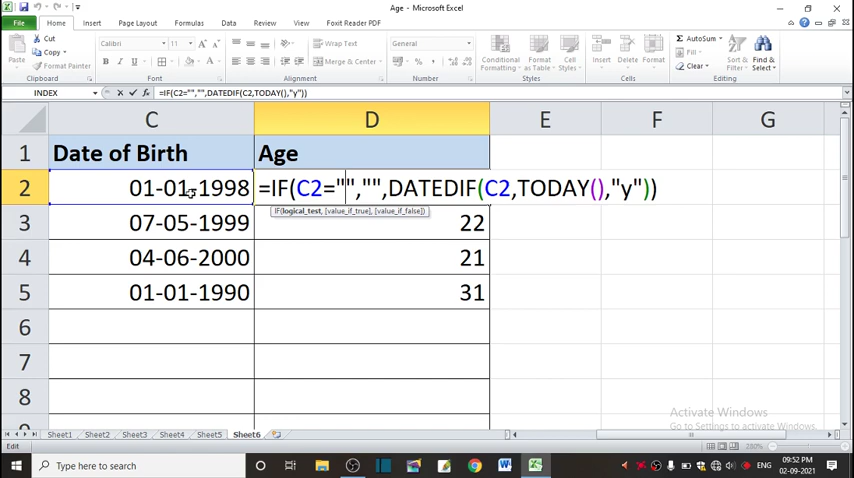 Age - Microsoft Excel
File Home Insert Page Layout Formulas Data Review View Foxit Reader PDF
Cut
Copy
Format Painter
Paste
Clipboard
Calibri 11
Font
Wrap Text
Merge & Center
Alignment
General
Number
Conditional Formatting
Format as Table
Cell Styles
Styles
Insert Delete Format
Cells
AutoSum
Fill
Clear
Sort & Filter
Find & Select
Editing
INDEX =IF(C2="","",DATEDIF(C2,TODAY(),"y"))
C D E F G
1 Date of Birth Age
2 01-01-1998 =IF(C2="","",DATEDIF(C2,TODAY(),"y"))
IF(logical_test, [value_if_true], [value_if_false])
3 07-05-1999 22
4 04-06-2000 21
5 01-01-1990 31
6
7
8
Activate Windows
Go to Settings to activate Windows.
Sheet1 Sheet2 Sheet3 Sheet4 Sheet5 Sheet6
Edit 280%
Type here to search
ENG 09:52 PM
02-09-2021